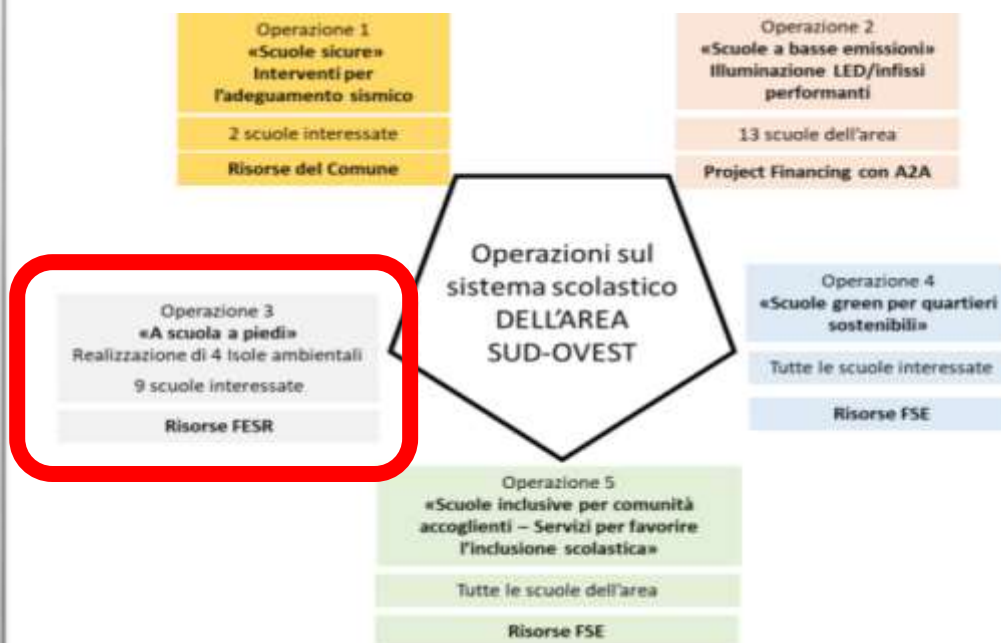 Operazione 1
«Scuole sicure»
Interventi per
l'adeguamento sismico
2 scuole interessate
Risorse del Comune
Operazione 2
«Scuole a basse emissioni»
Illuminazione LED/infissi
performanti
13 scuole dell'area
Project Financing con A2A
Operazioni sul
sistema scolastico
DELL'AREA
SUD-OVEST
Operazione 3
«A scuola a piedi»
Realizzazione di 4 Isole ambientali
9 scuole interessate
Risorse FESR
Operazione 4
«Scuole green per quartieri
sostenibili»
Tutte le scuole interessate
Risorse FSE
Operazione 5
«Scuole inclusive per comunità
accoglienti – Servizi per favorire
l'inclusione scolastica»
Tutte le scuole dell'area
Risorse FSE